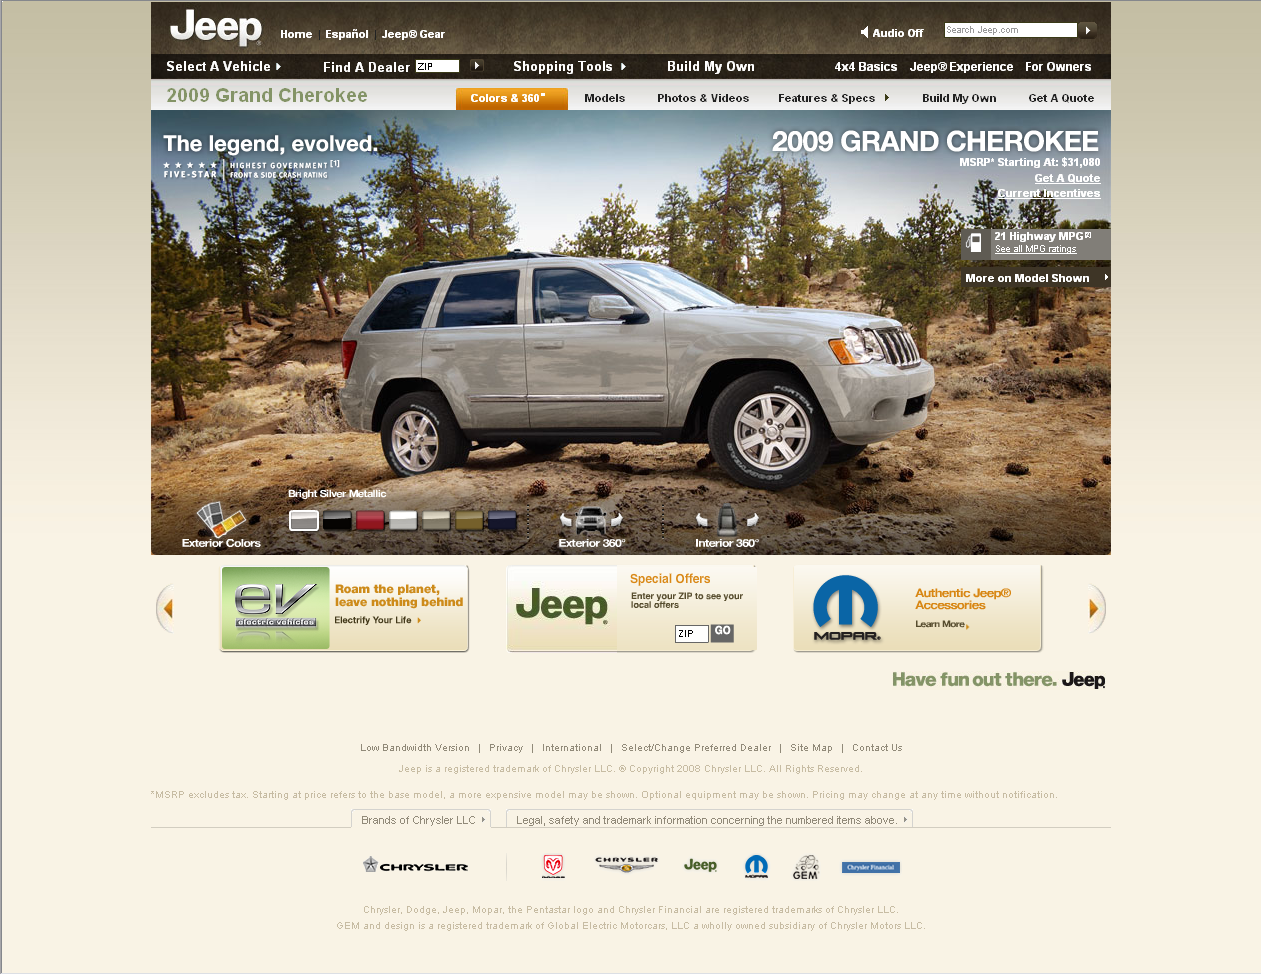 Jeep
Home | Español | Jeep® Gear
Audio Off
Search Jeep.com
Select A Vehicle
Find A Dealer ZIP
Shopping Tools
Build My Own
4x4 Basics
Jeep® Experience
For Owners
2009 Grand Cherokee
Colors & 360°
Models
Photos & Videos
Features & Specs
Build My Own
Get A Quote
The legend, evolved.
FIVE-STAR
HIGHEST GOVERNMENT [1]
FRONT & SIDE CRASH RATING
2009 GRAND CHEROKEE
MSRP* Starting At: $31,080
Get A Quote
Current Incentives
21 Highway MPG[2]
See all MPG ratings
More on Model Shown
FORTERA
FORTERA
Bright Silver Metallic
Exterior Colors
Exterior 360°
Interior 360°
ev
electric vehicles
Roam the planet,
leave nothing behind
Electrify Your Life
Jeep
Special Offers
Enter your ZIP to see your
local offers
ZIP GO
MOPAR.
Authentic Jeep®
Accessories
Learn More
Have fun out there. Jeep
Low Bandwidth Version | Privacy | International | Select/Change Preferred Dealer | Site Map | Contact Us
Jeep is a registered trademark of Chrysler LLC. ® Copyright 2008 Chrysler LLC. All Rights Reserved.
*MSRP excludes tax. Starting at price refers to the base model, a more expensive model may be shown. Optional equipment may be shown. Pricing may change at any time without notification.
Brands of Chrysler LLC
Legal, safety and trademark information concerning the numbered items above.
CHRYSLER
DODGE
CHRYSLER
Jeep
MOPAR
GEM
Chrysler Financial
Chrysler, Dodge, Jeep, Mopar, the Pentastar logo and Chrysler Financial are registered trademarks of Chrysler LLC.
GEM and design is a registered trademark of Global Electric Motorcars, LLC a wholly owned subsidiary of Chrysler Motors LLC.